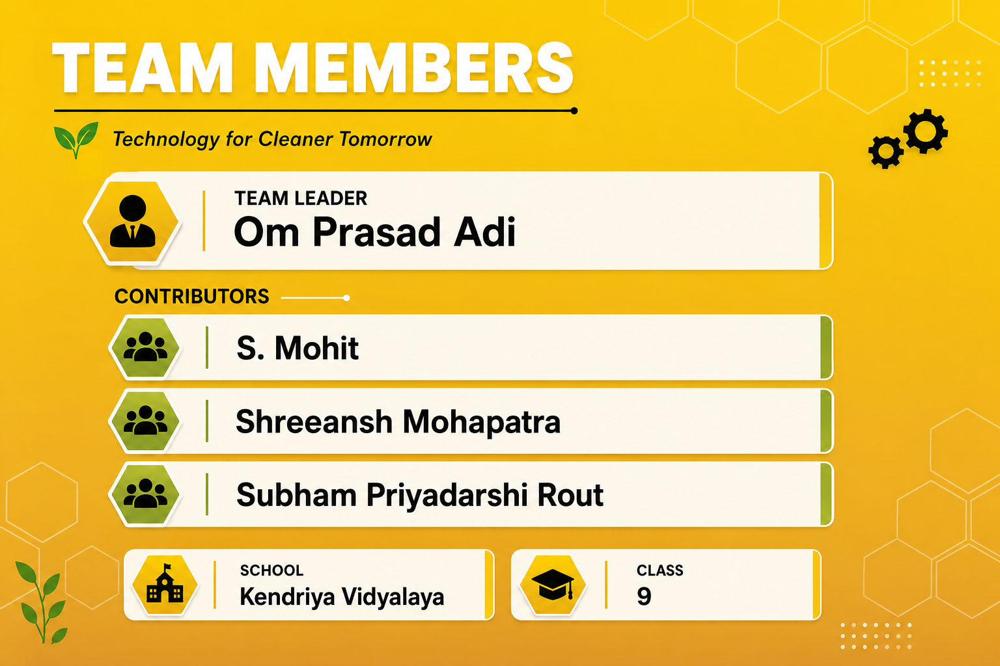 TEAM MEMBERS
Technology for Cleaner Tomorrow
TEAM LEADER
Om Prasad Adi
CONTRIBUTORS
S. Mohit
Shreeansh Mohapatra
Subham Priyadarshi Rout
SCHOOL
Kendriya Vidyalaya
CLASS
9